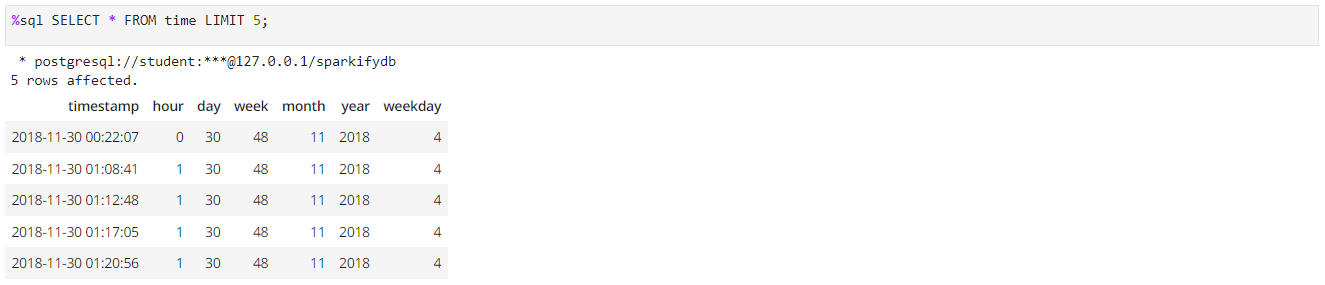 %sql SELECT * FROM time LIMIT 5;
* postgresql://student:***@127.0.0.1/sparkifydb
5 rows affected.
timestamp hour day week month year weekday
2018-11-30 00:22:07 0 30 48 11 2018 4
2018-11-30 01:08:41 1 30 48 11 2018 4
2018-11-30 01:12:48 1 30 48 11 2018 4
2018-11-30 01:17:05 1 30 48 11 2018 4
2018-11-30 01:20:56 1 30 48 11 2018 4